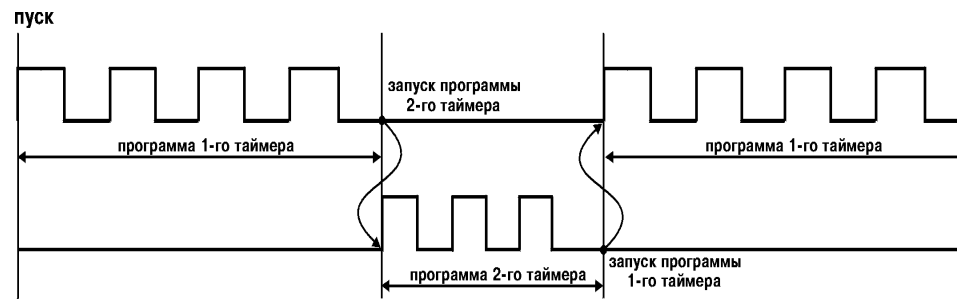 пуск
запуск программы
2-го таймера
программа 1-го таймера
программа 1-го таймера
программа 2-го таймера
запуск программы
1-го таймера